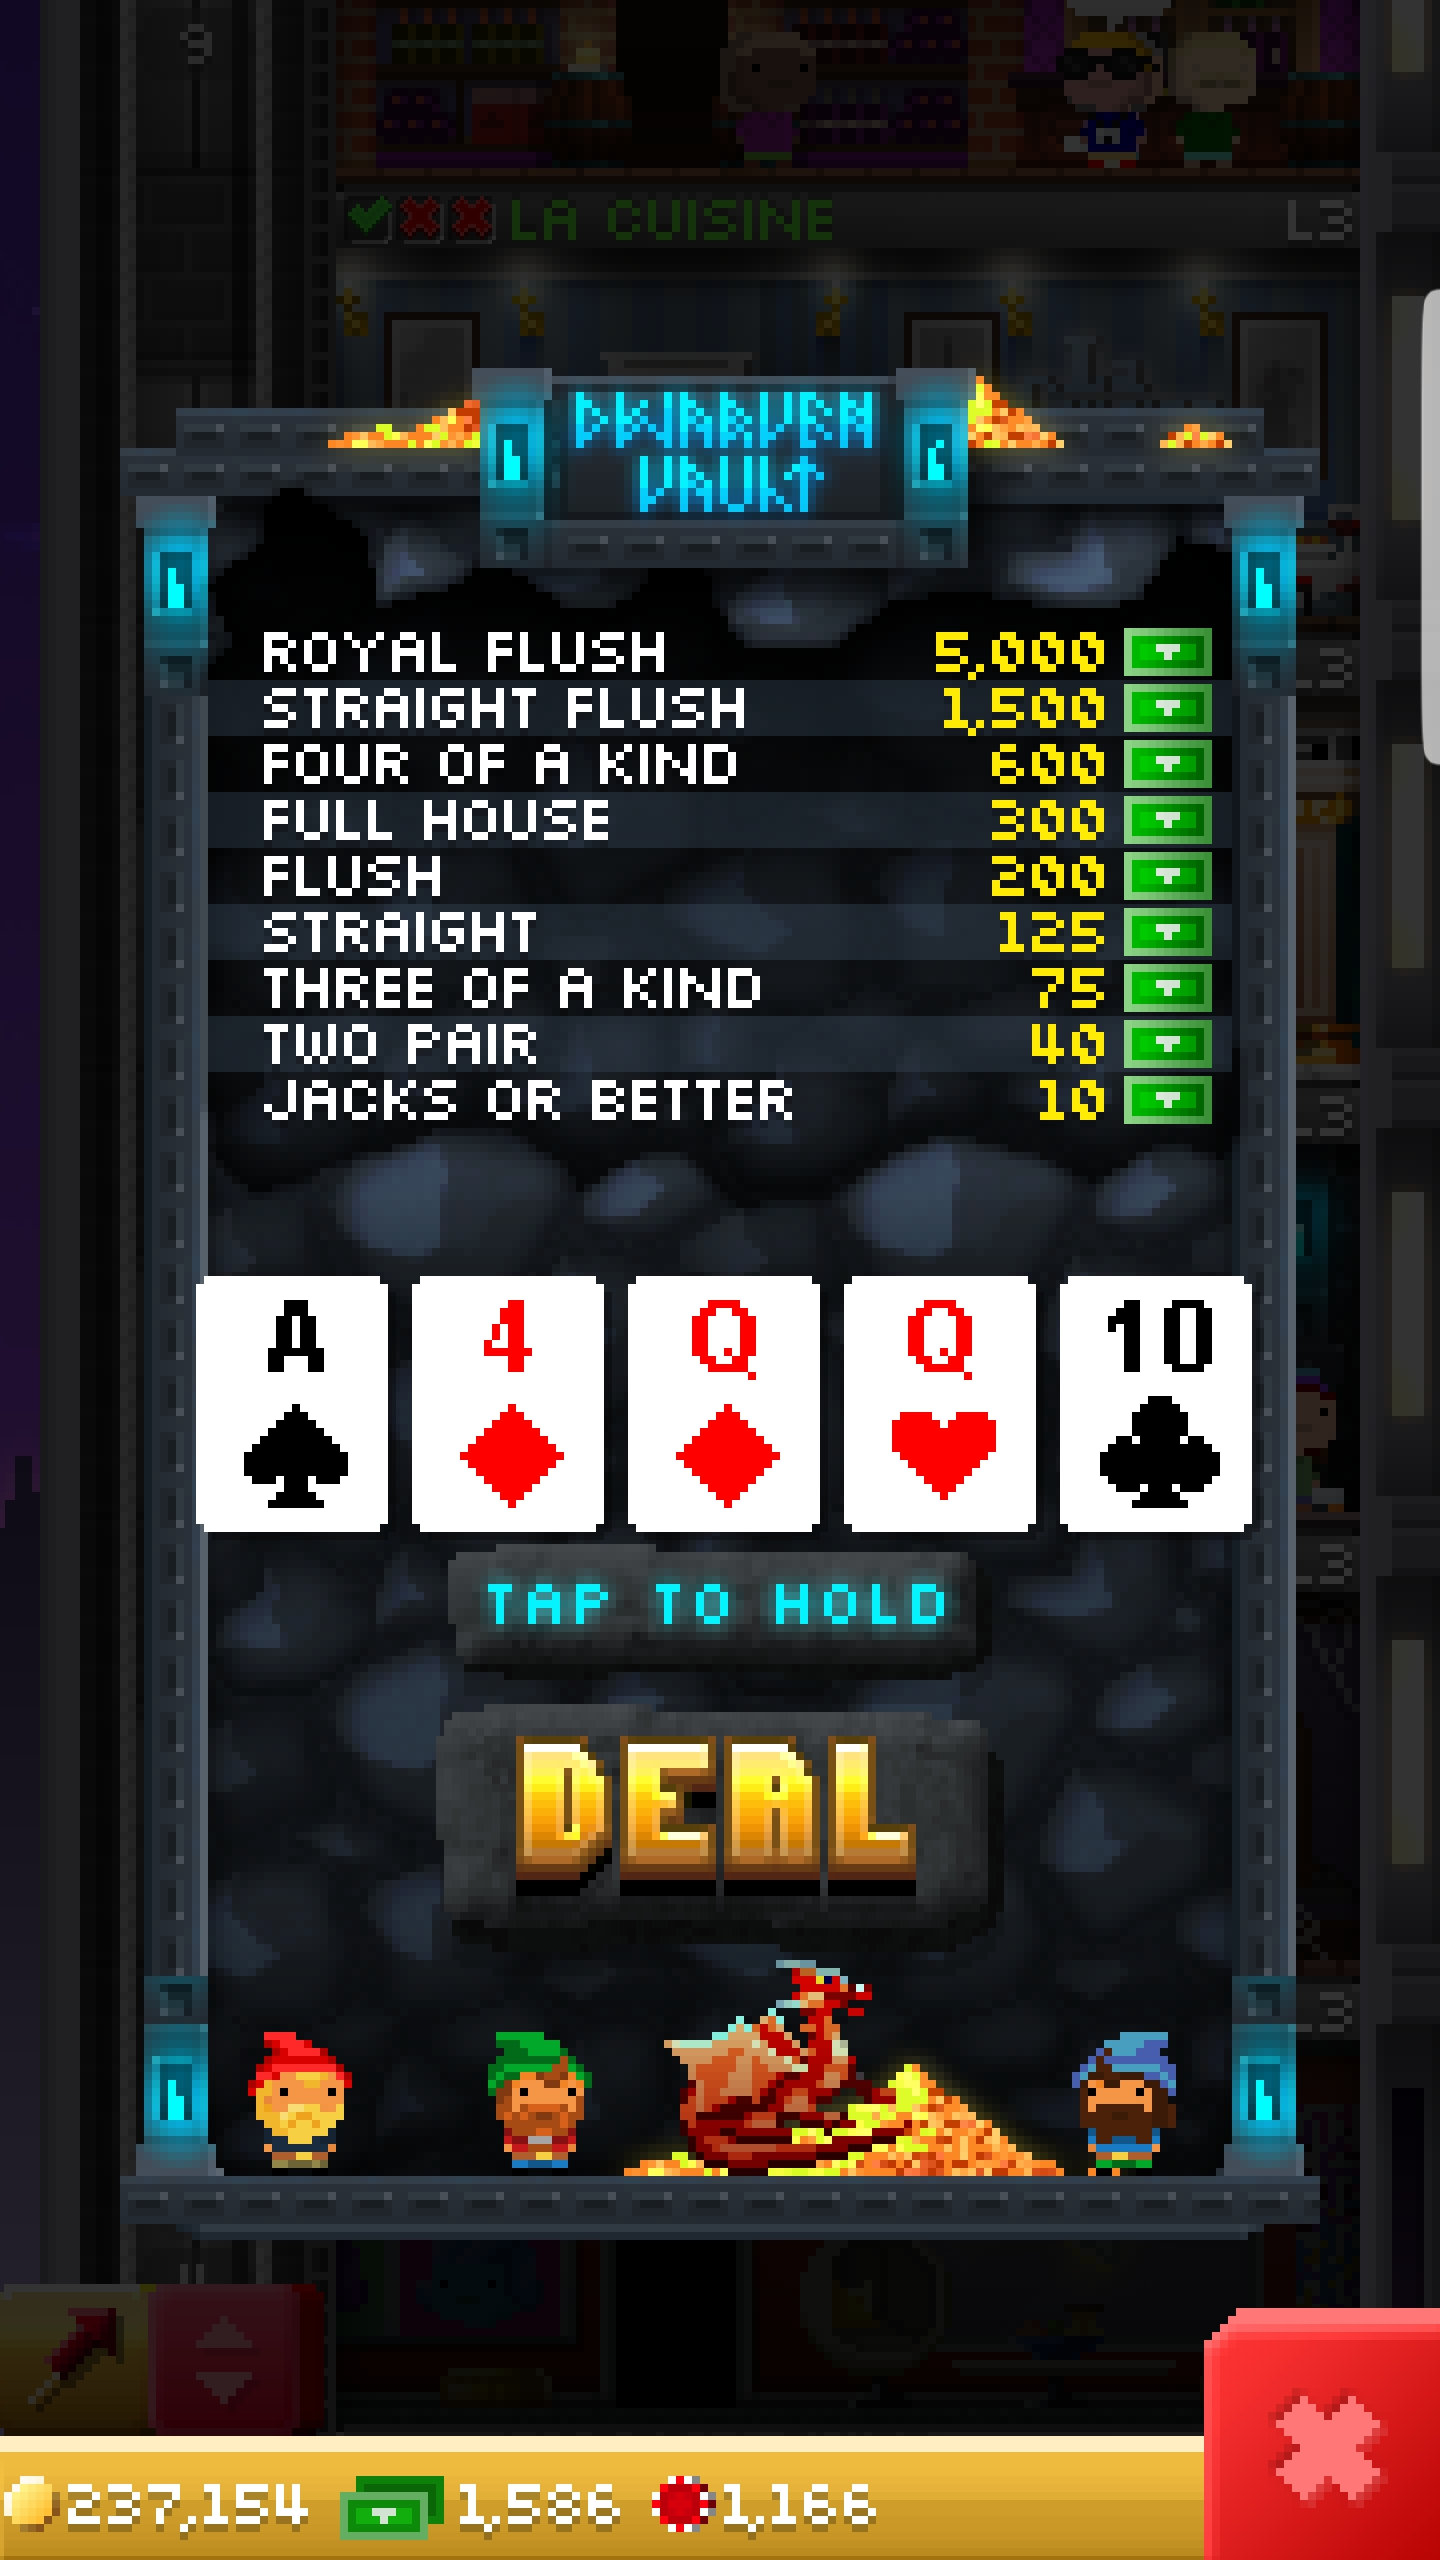 9
LA CUISINE L3
DWARVEN
VAULT
ROYAL FLUSH 5,000
STRAIGHT FLUSH 1,500
FOUR OF A KIND 600
FULL HOUSE 300
FLUSH 200
STRAIGHT 125
THREE OF A KIND 75
TWO PAIR 40
JACKS OR BETTER 10
A 4 Q Q 10
TAP TO HOLD
DEAL
237,154 1,586 1,166